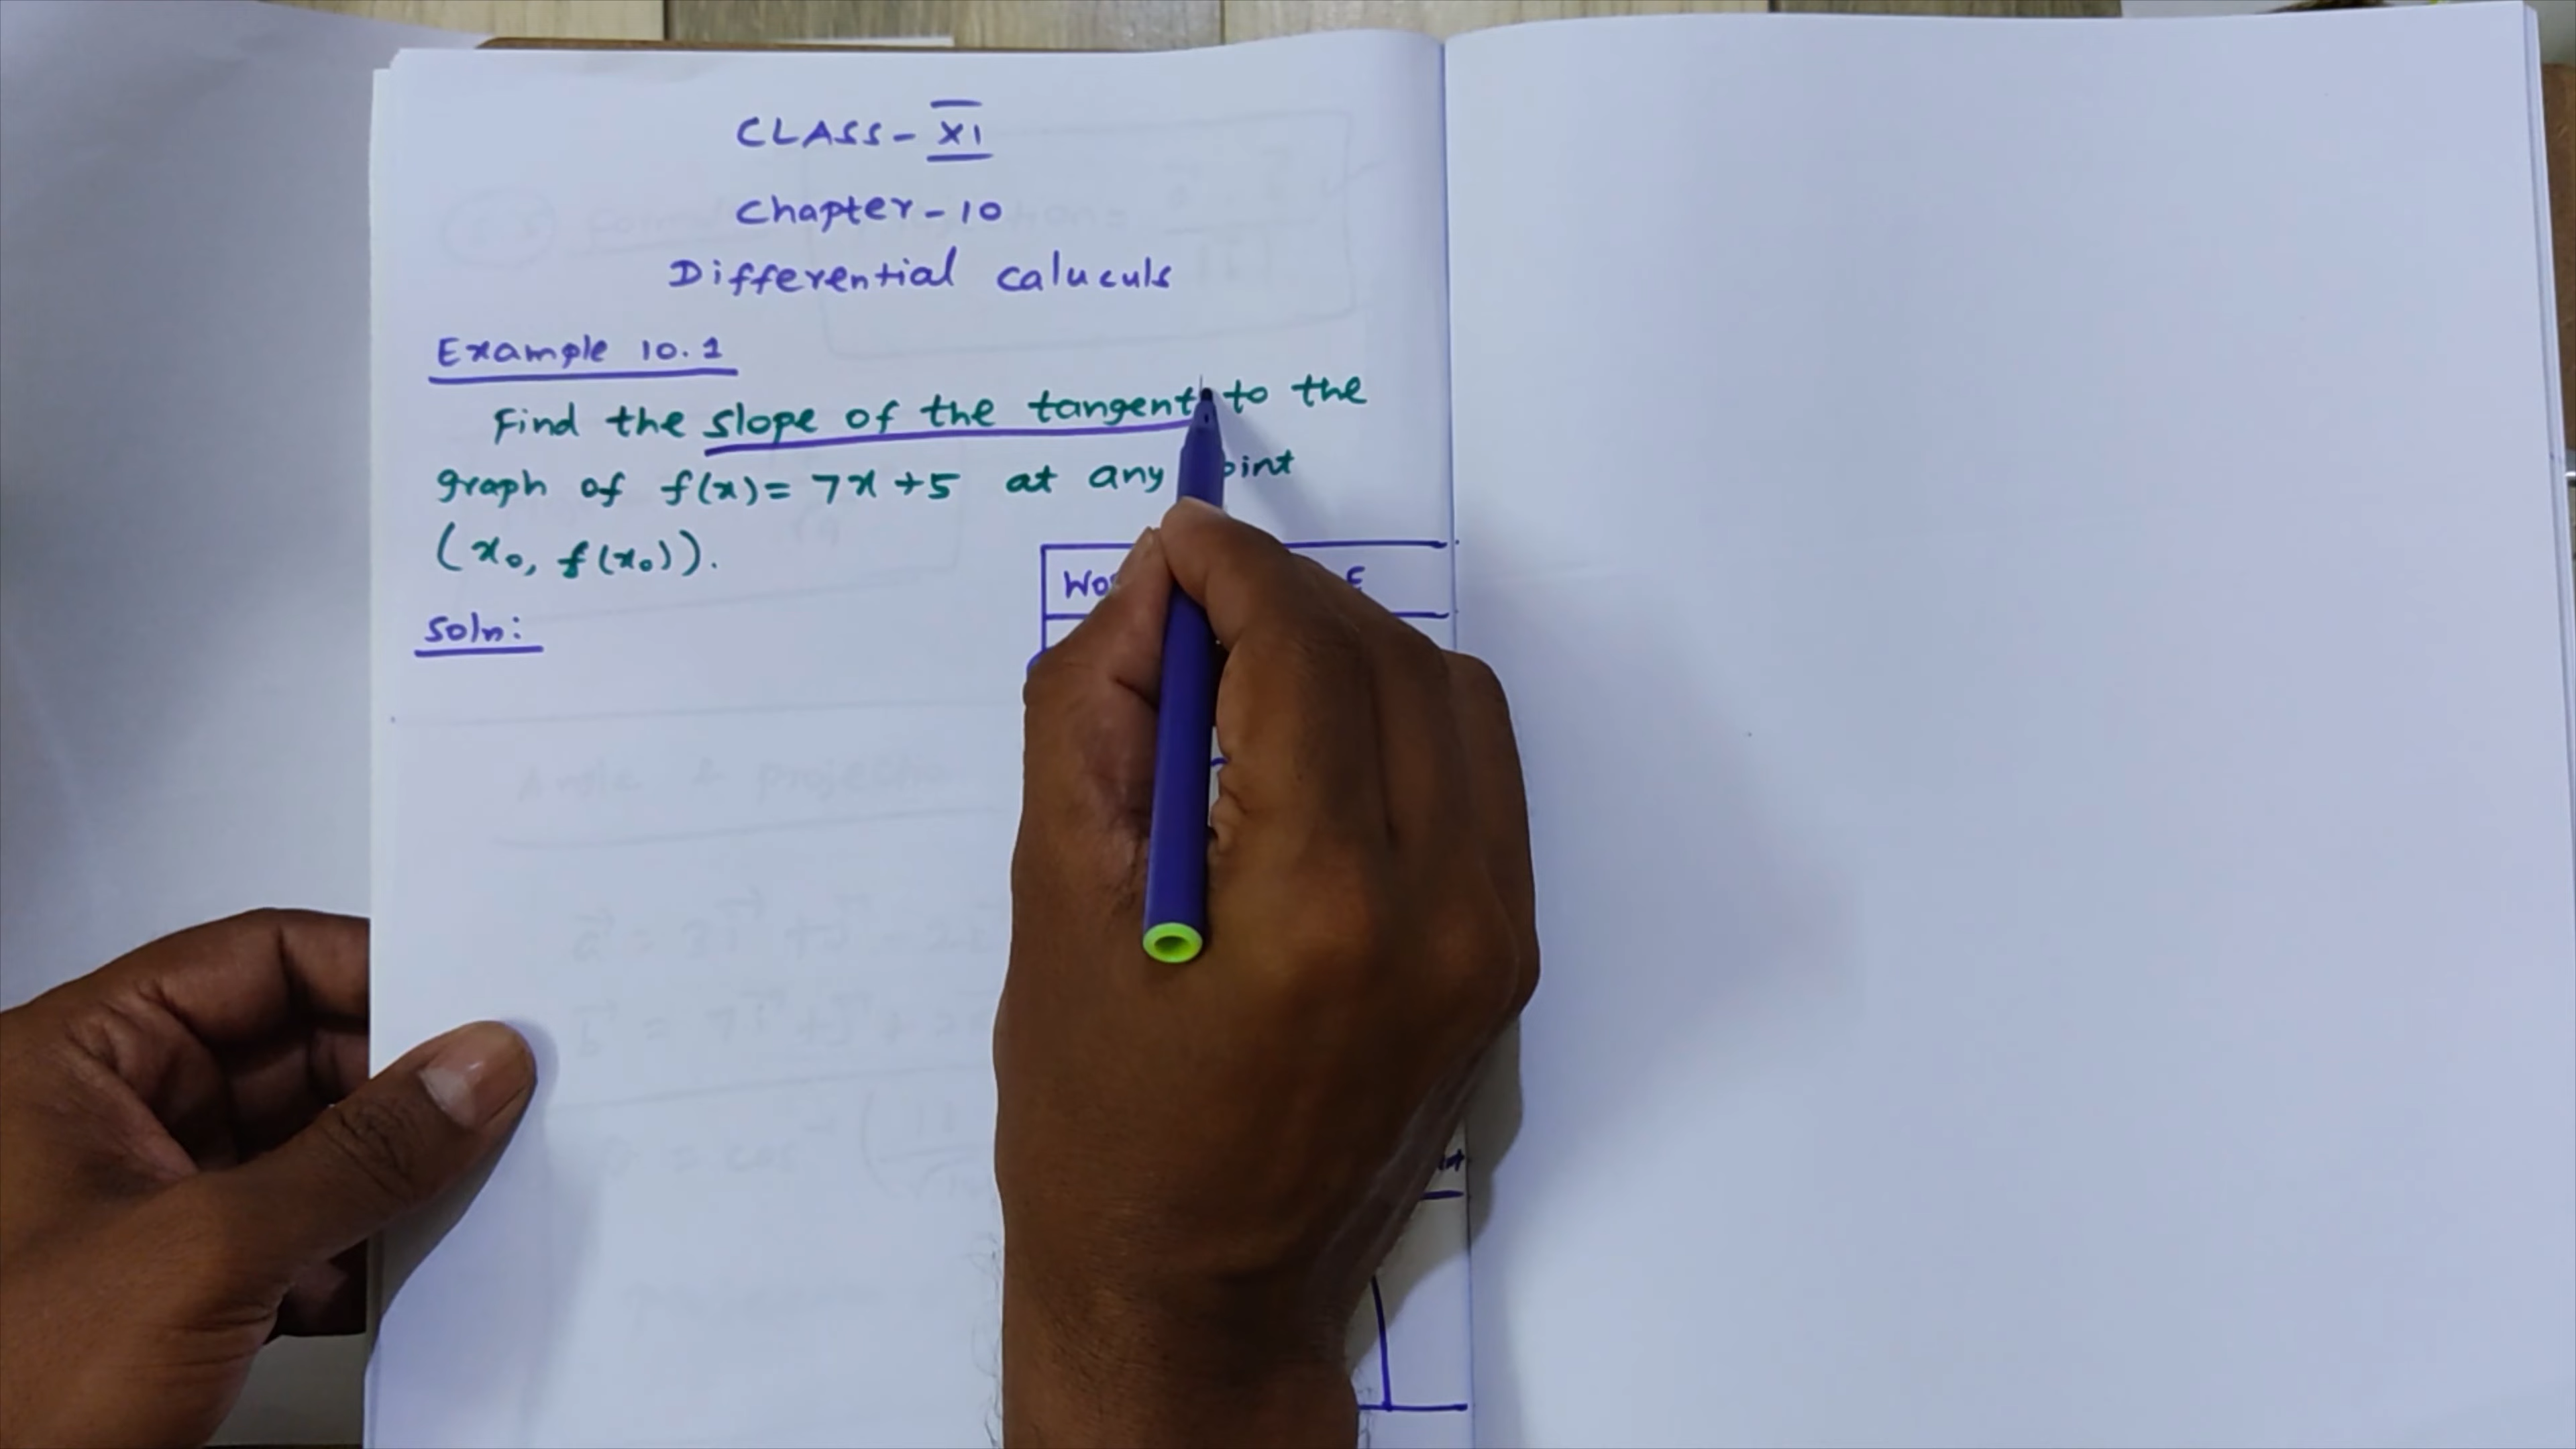 CLASS - XI
Chapter - 10
Differential caluculs
Example 10.1
Find the slope of the tangent to the
graph of f(x) = 7x + 5 at any
(x₀, f(x₀)).
Soln: